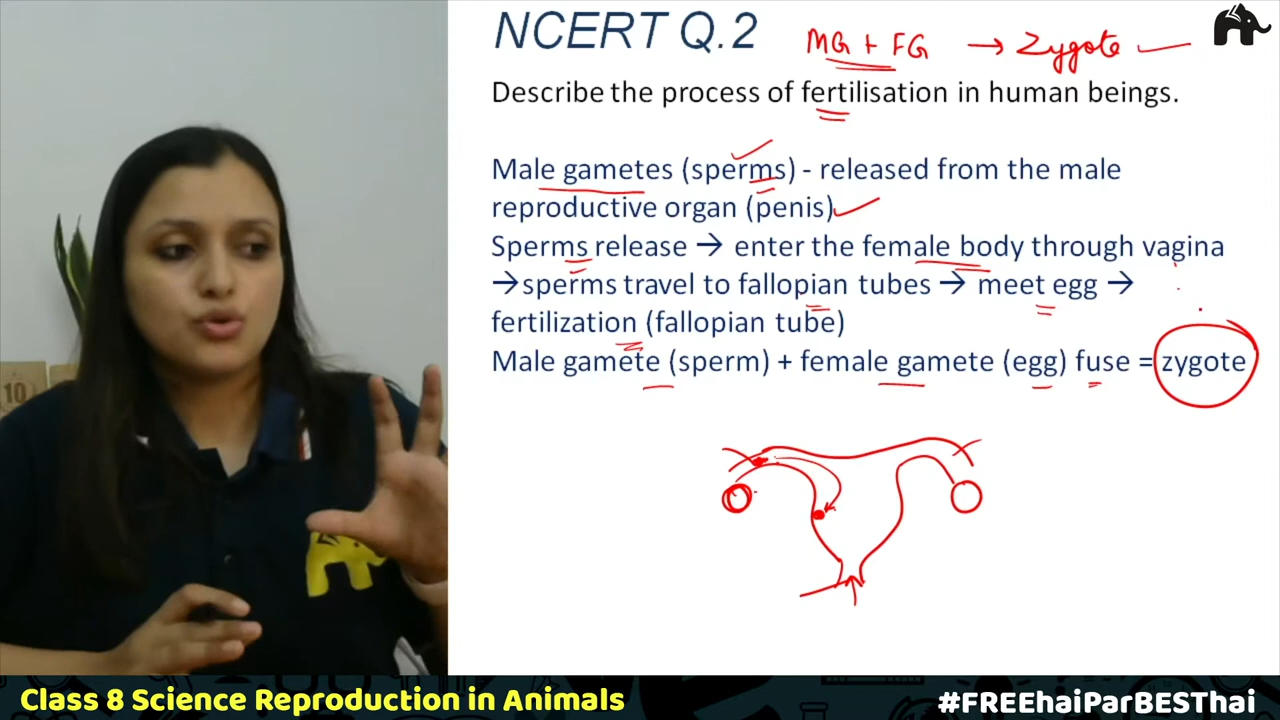 NCERT Q.2
MG + FG → Zygote
Describe the process of fertilisation in human beings.
Male gametes (sperms) - released from the male
reproductive organ (penis)
Sperms release → enter the female body through vagina
→sperms travel to fallopian tubes → meet egg →
fertilization (fallopian tube)
Male gamete (sperm) + female gamete (egg) fuse = zygote
10
Class 8 Science Reproduction in Animals
#FREEhaiParBESThai